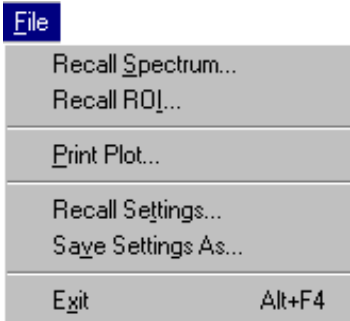 File
Recall Spectrum...
Recall ROI...
Print Plot...
Recall Settings...
Save Settings As...
Exit Alt+F4